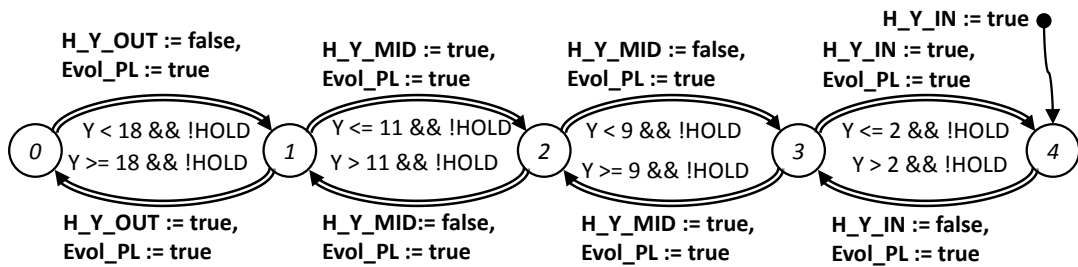 H_Y_IN := true
H_Y_OUT := false,
Evol_PL := true
H_Y_MID := true,
Evol_PL := true
H_Y_MID := false,
Evol_PL := true
H_Y_IN := true,
Evol_PL := true
0
Y < 18 && !HOLD
Y >= 18 && !HOLD
1
Y <= 11 && !HOLD
Y > 11 && !HOLD
2
Y < 9 && !HOLD
Y >= 9 && !HOLD
3
Y <= 2 && !HOLD
Y > 2 && !HOLD
4
H_Y_OUT := true,
Evol_PL := true
H_Y_MID:= false,
Evol_PL := true
H_Y_MID := true,
Evol_PL := true
H_Y_IN := false,
Evol_PL := true